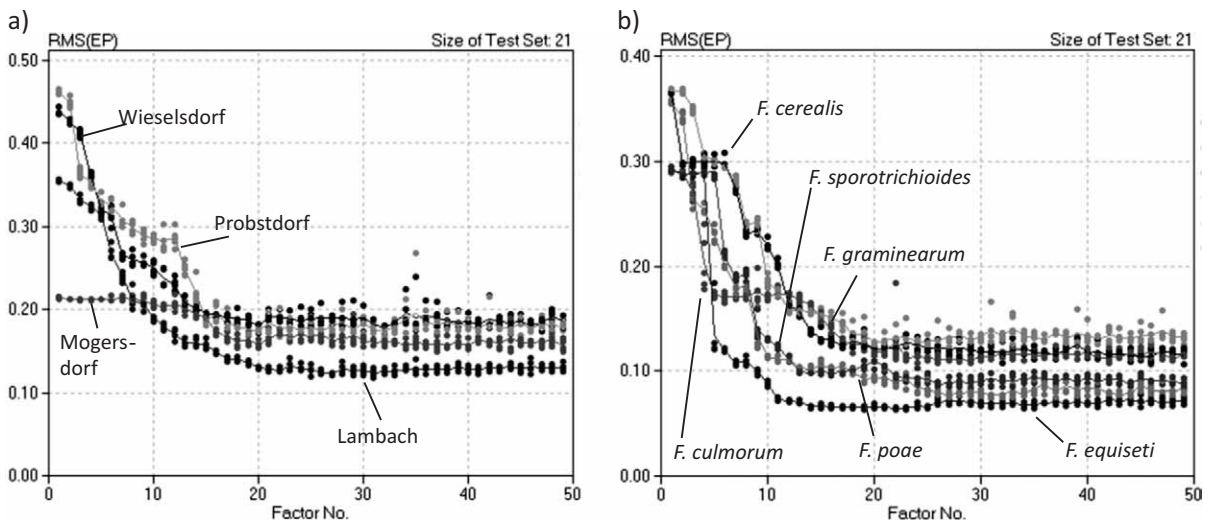 a)
RMS(EP) Size of Test Set: 21
0.50
0.40
0.30
0.20
0.10
0.00
Wieselsdorf
Probstdorf
Mogers-
dorf
Lambach
0 10 20 30 40 50
Factor No.
b)
RMS(EP) Size of Test Set: 21
0.40
0.30
0.20
0.10
0.00
F. cerealis
F. sporotrichioides
F. graminearum
F. culmorum
F. poae
F. equiseti
0 10 20 30 40 50
Factor No.